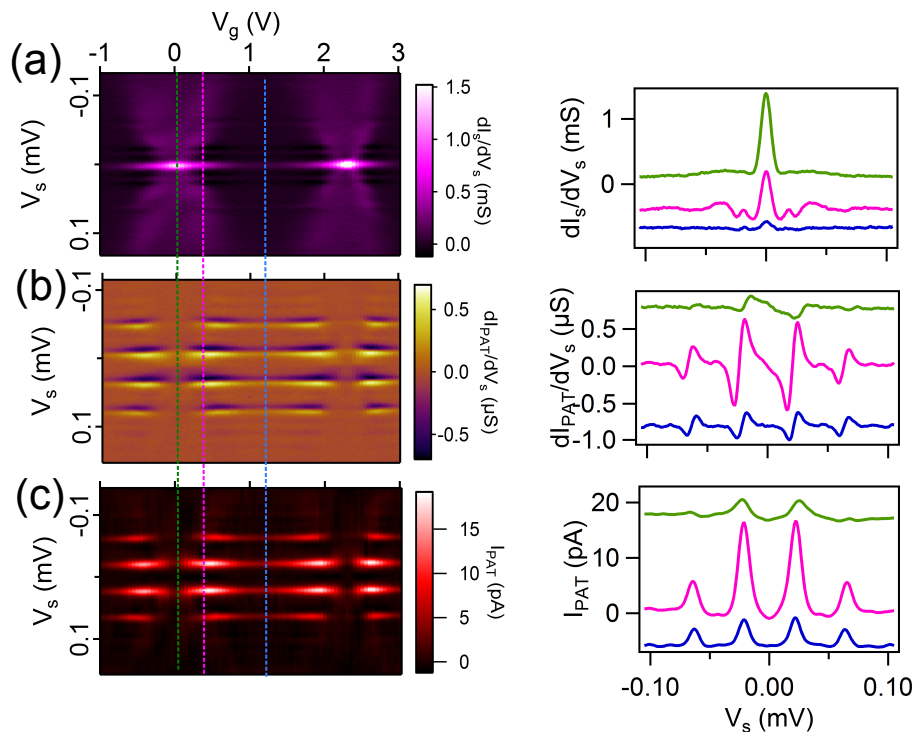 (a)
V_g (V)
-1 0 1 2 3
-0.1
0.1
V_s (mV)
1.5
1.0
0.5
0.0
dI_s/dV_s (mS)
1
0
dI_s/dV_s (mS)
(b)
-0.1
0.1
V_s (mV)
0.5
0.0
-0.5
dI_PAT/dV_s (µS)
0.5
0.0
-0.5
-1.0
dI_PAT/dV_s (µS)
(c)
-0.1
0.1
V_s (mV)
15
10
5
0
I_PAT (pA)
20
10
0
I_PAT (pA)
-0.10 0.00 0.10
V_s (mV)